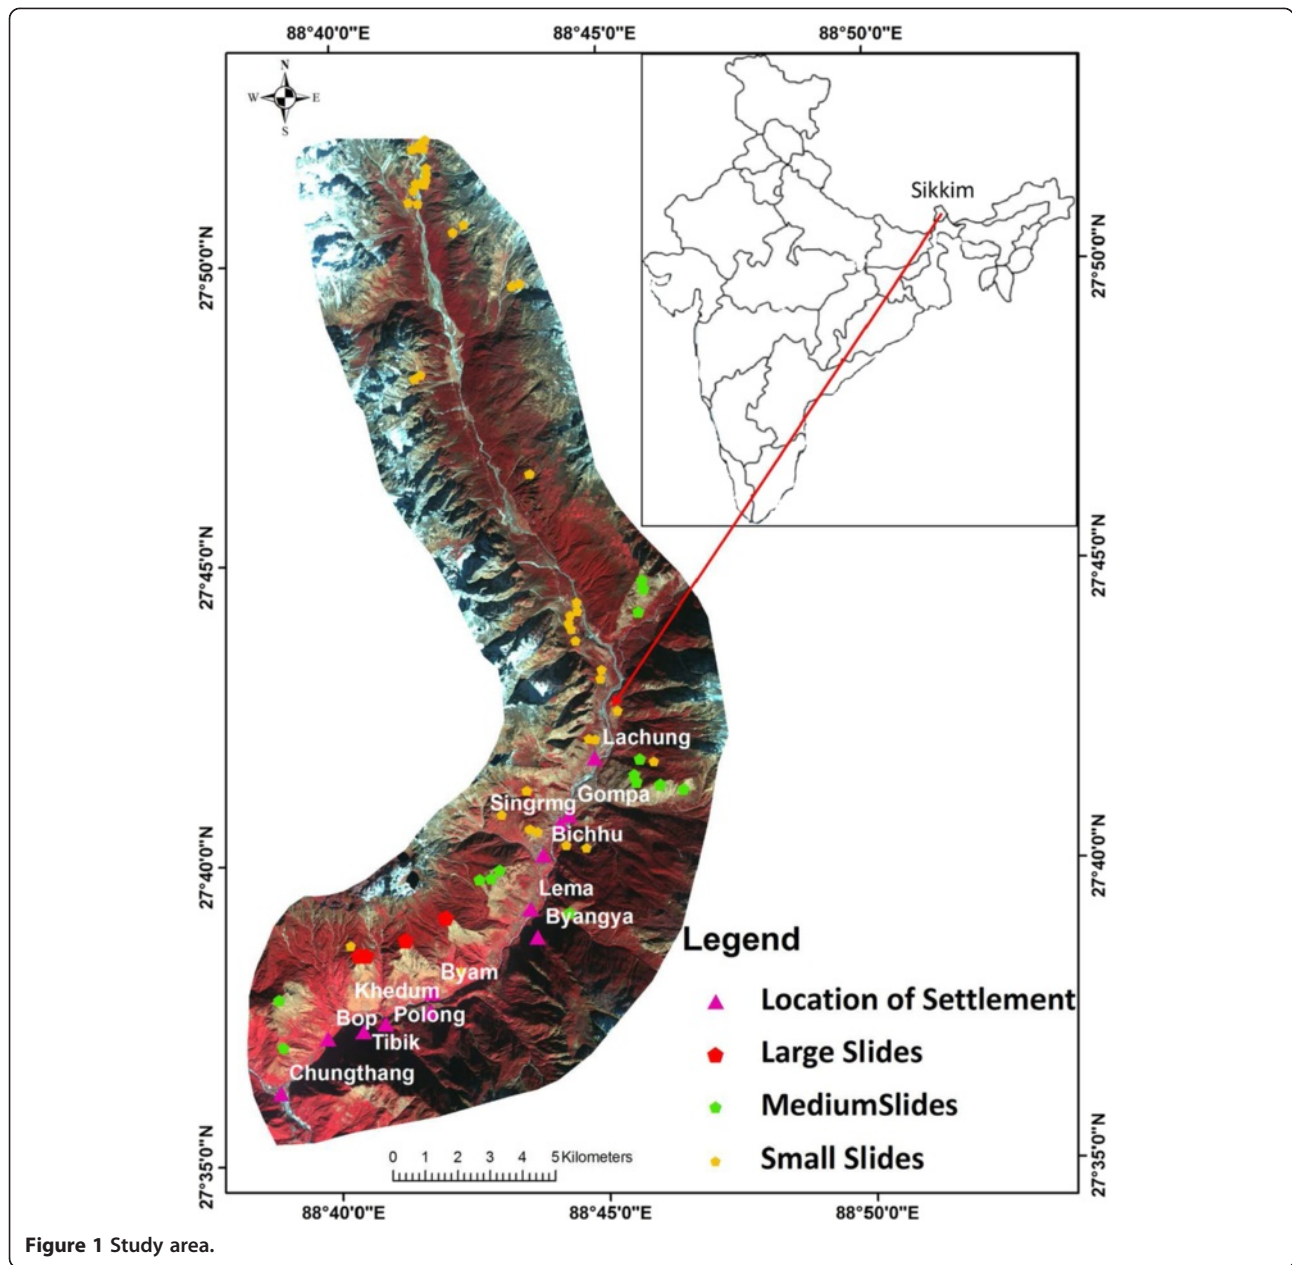 88°40'0"E 88°45'0"E 88°50'0"E
N
W E
S
Sikkim
27°50'0"N 27°50'0"N
27°45'0"N 27°45'0"N
Lachung
Gompa
Singrmg
Bichhu
27°40'0"N 27°40'0"N
Lema
Byangya
Legend
Byam
Khedum
Location of Settlement
Bop Polong
Tibik
Large Slides
Chungthang
MediumSlides
Small Slides
27°35'0"N 27°35'0"N
0 1 2 3 4 5 Kilometers
88°40'0"E 88°45'0"E 88°50'0"E
Figure 1 Study area.